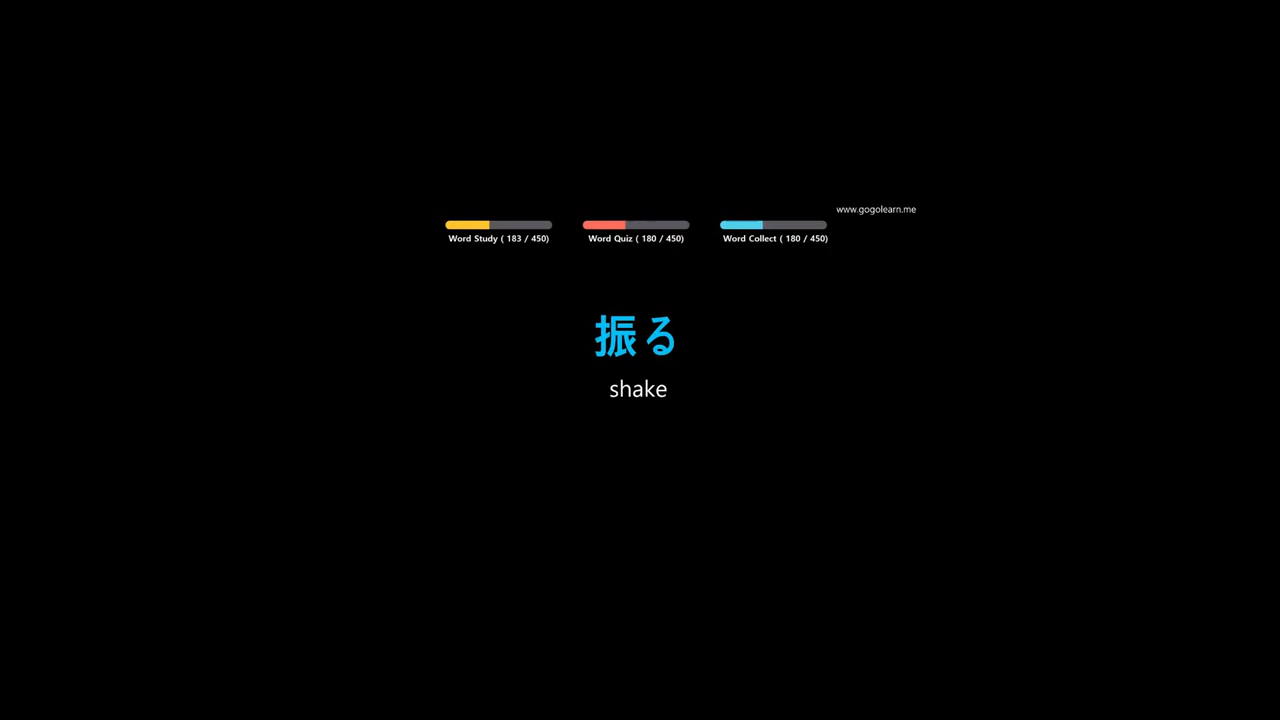 www.gogolearn.me
Word Study ( 183 / 450)
Word Quiz ( 180 / 450)
Word Collect ( 180 / 450)
振る
shake